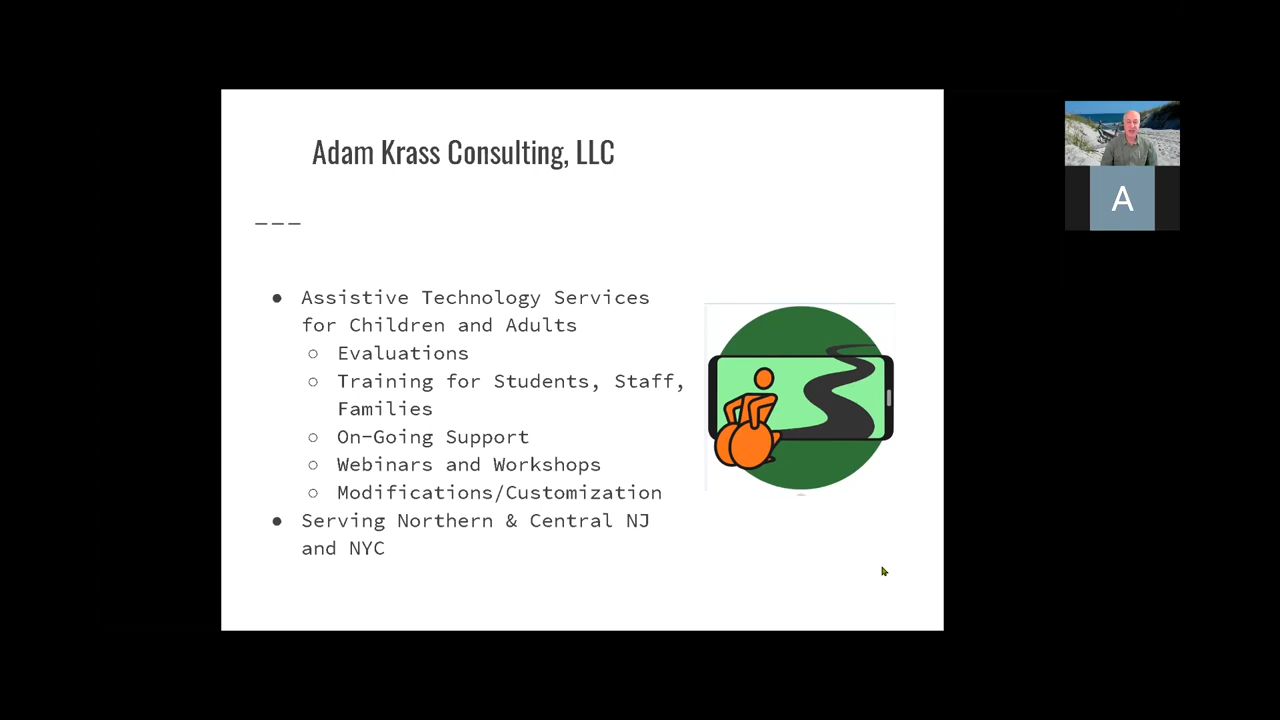 Adam Krass Consulting, LLC
___
● Assistive Technology Services
for Children and Adults
○ Evaluations
○ Training for Students, Staff,
Families
○ On-Going Support
○ Webinars and Workshops
○ Modifications/Customization
● Serving Northern & Central NJ
and NYC
A